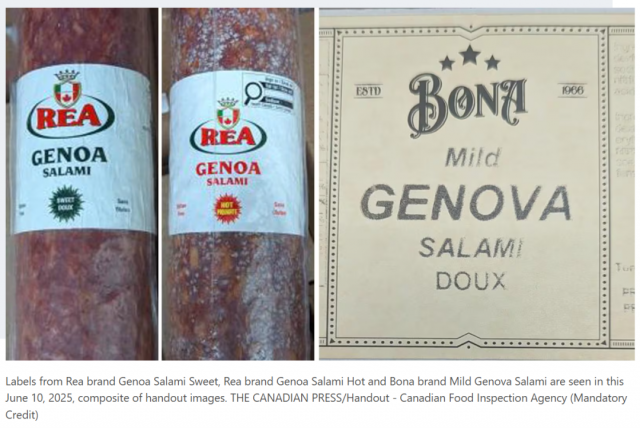 REA
GENOA
SALAMI
SWEET
DOUX
REA
GENOA
SALAMI
HOT
PIQUANTE
ESTD
BONA
1966
Mild
GENOVA
SALAMI
DOUX
Labels from Rea brand Genoa Salami Sweet, Rea brand Genoa Salami Hot and Bona brand Mild Genova Salami are seen in this
June 10, 2025, composite of handout images. THE CANADIAN PRESS/Handout - Canadian Food Inspection Agency (Mandatory
Credit)